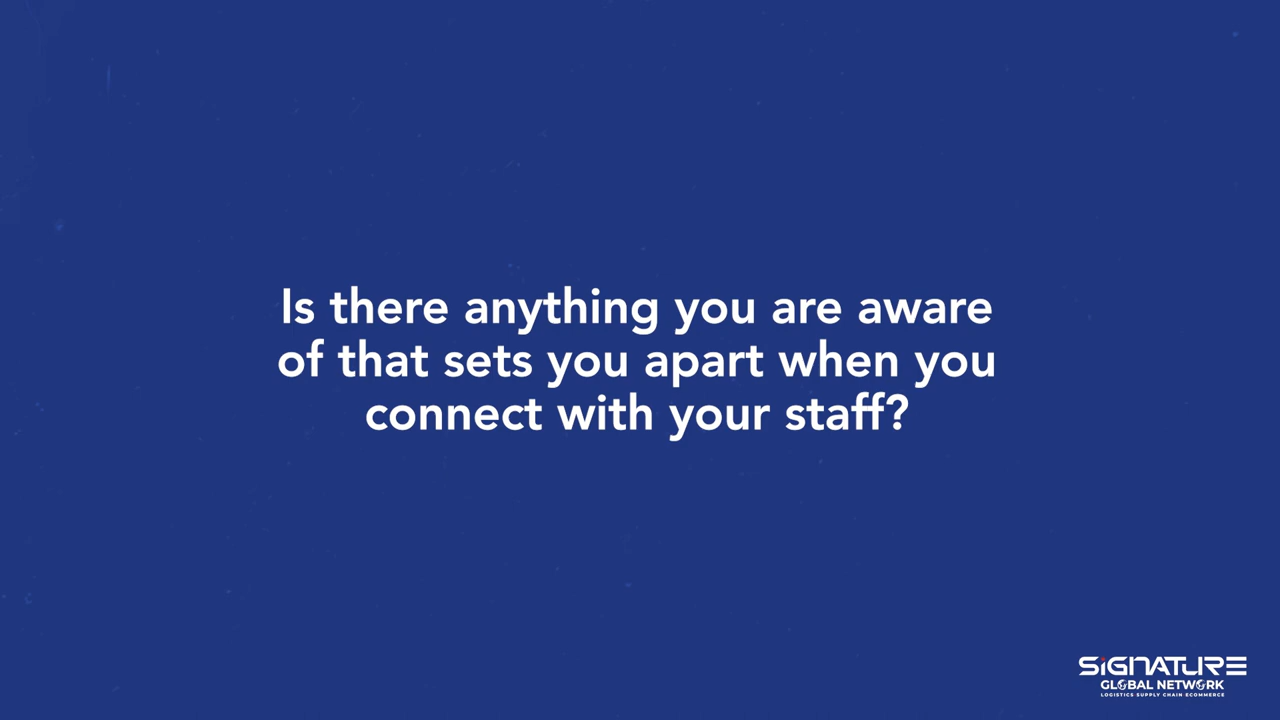 Is there anything you are aware
of that sets you apart when you
connect with your staff?
SiGNATURE
GLOBAL NETWORK
LOGISTICS SUPPLY CHAIN ECOMMERCE